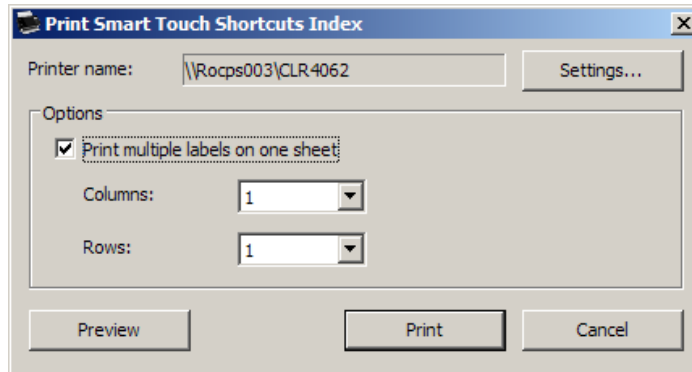 Print Smart Touch Shortcuts Index
Printer name: \\Rocps003\CLR4062 Settings...
Options
Print multiple labels on one sheet
Columns: 1
Rows: 1
Preview Print Cancel